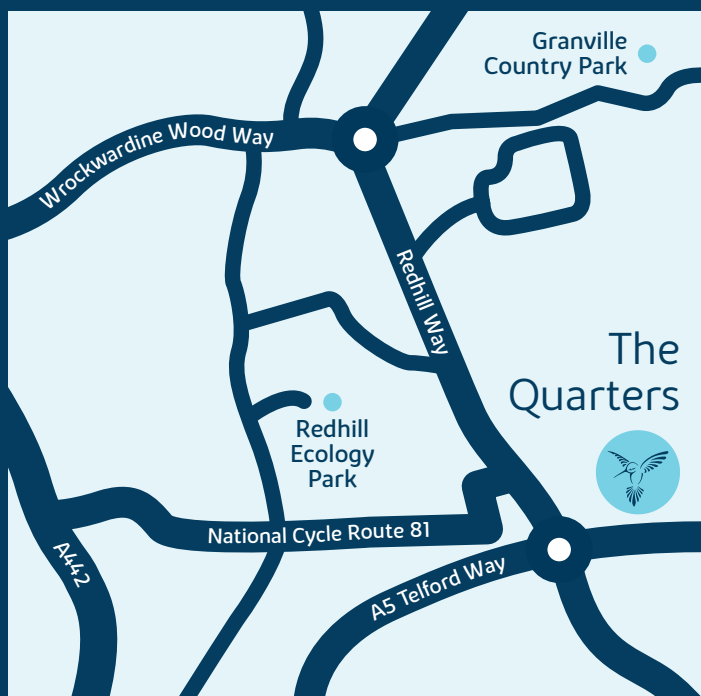 Granville
Country Park
Wrockwardine Wood Way
Redhill Way
The
Quarters
Redhill
Ecology
Park
National Cycle Route 81
A442
A5 Telford Way